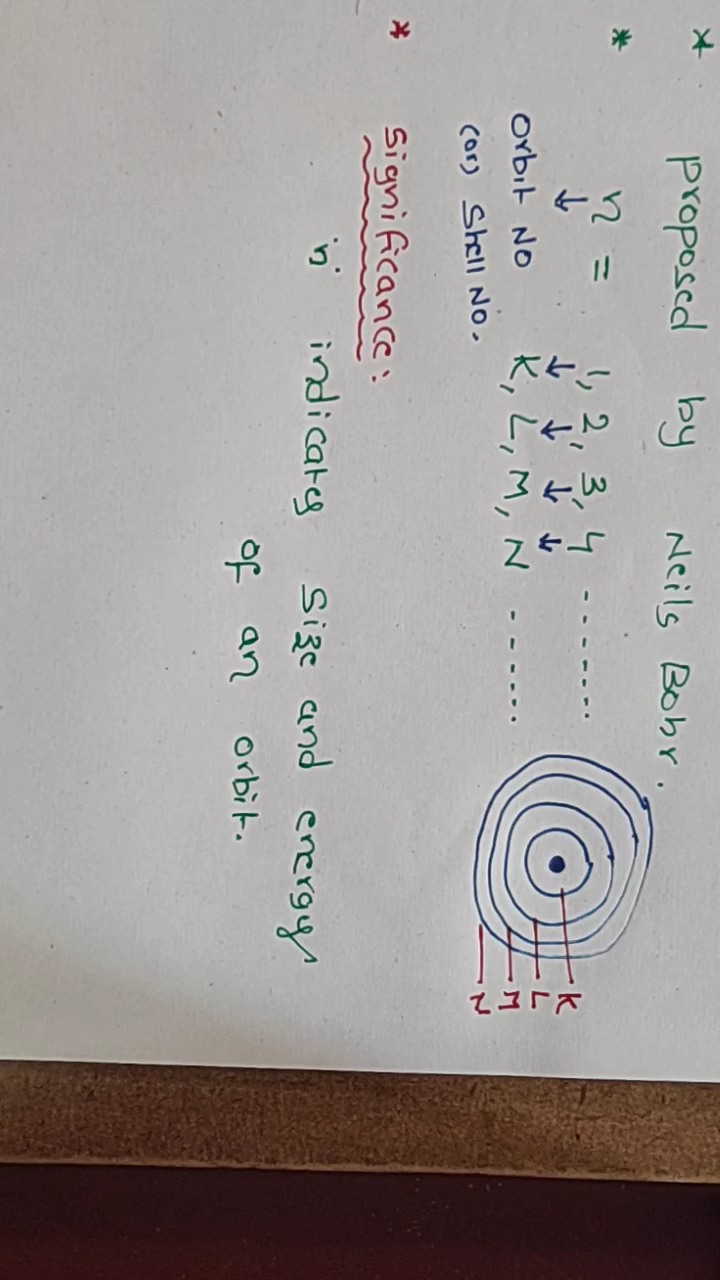 * Proposed by Neils Bohr.
* n = 1, 2, 3, 4 -------
↓ ↓ ↓ ↓ ↓
Orbit No K, L, M, N -------
(or) Shell No.
K
L
M
N
* Significance:
'n' indicates Size and energy
of an orbit.